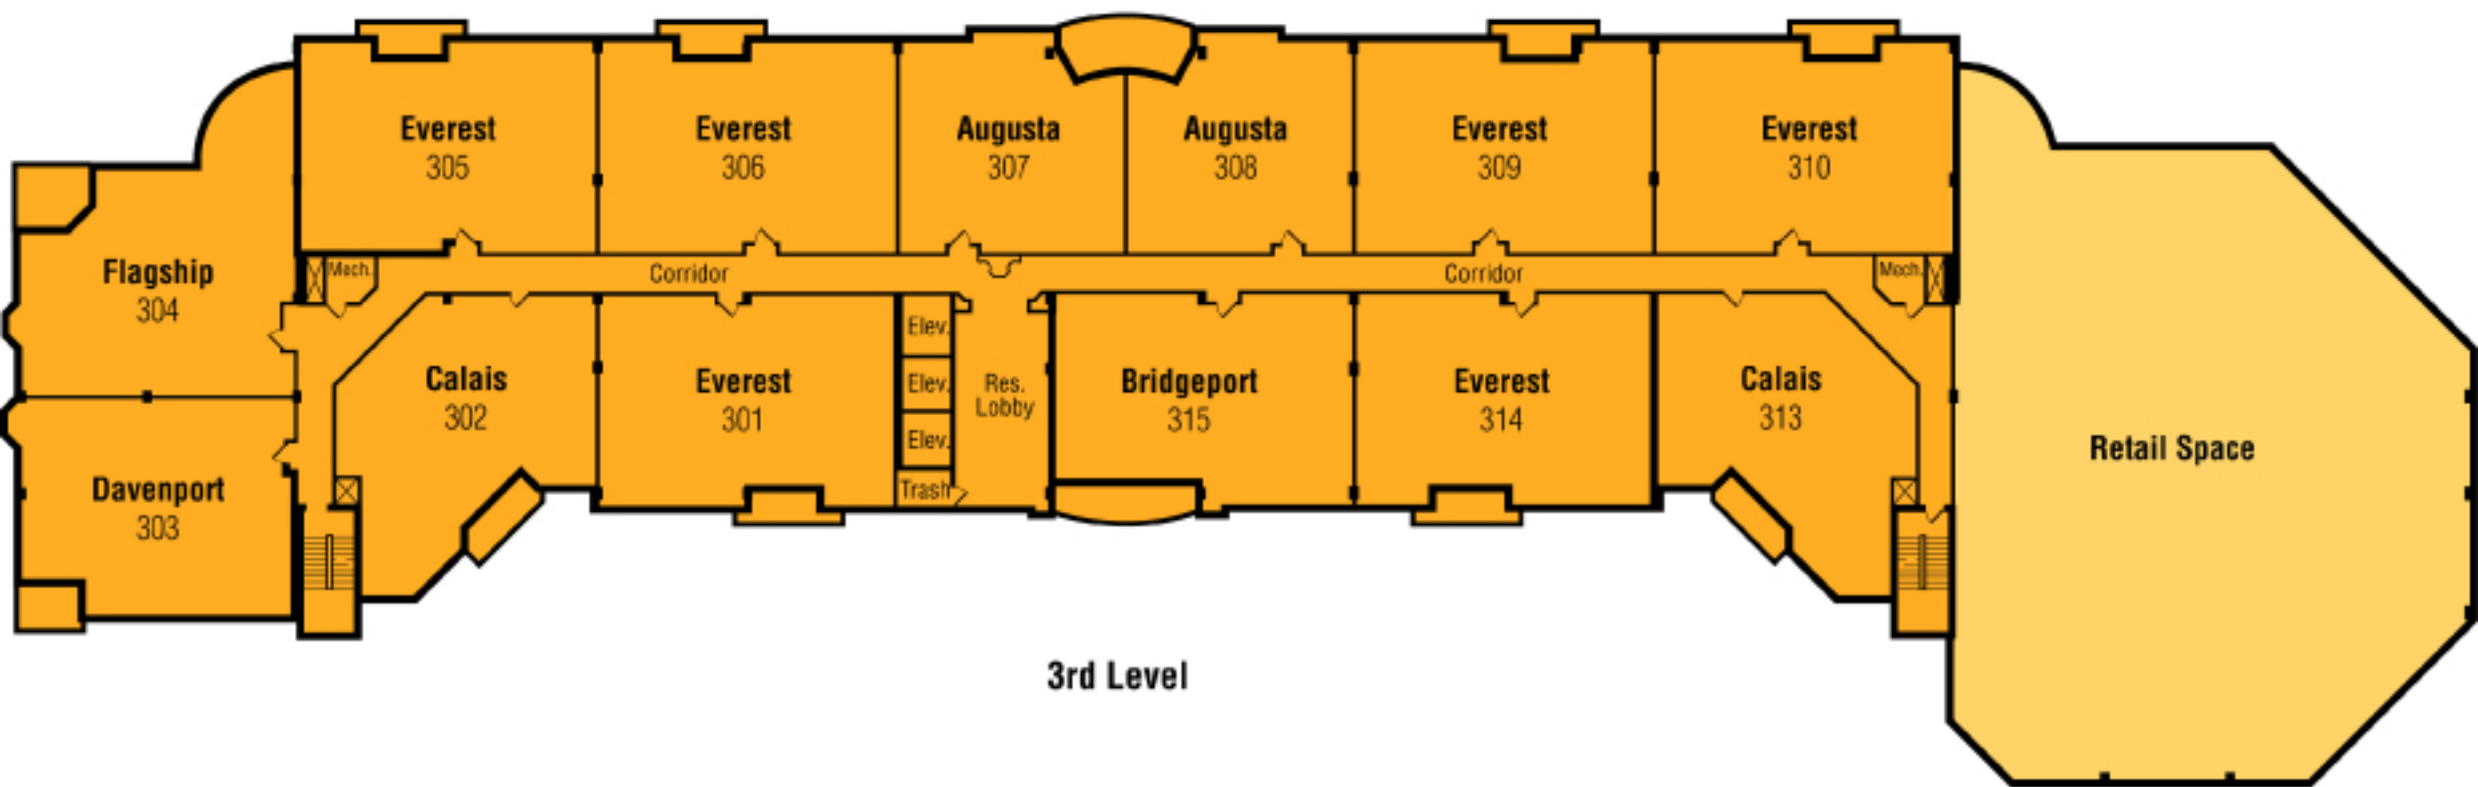 Everest
305
Everest
306
Augusta
307
Augusta
308
Everest
309
Everest
310
Flagship
304
Mech.
Corridor
Corridor
Mech.
Calais
302
Everest
301
Elev.
Elev.
Elev.
Trash
Res.
Lobby
Bridgeport
315
Everest
314
Calais
313
Retail Space
Davenport
303
3rd Level